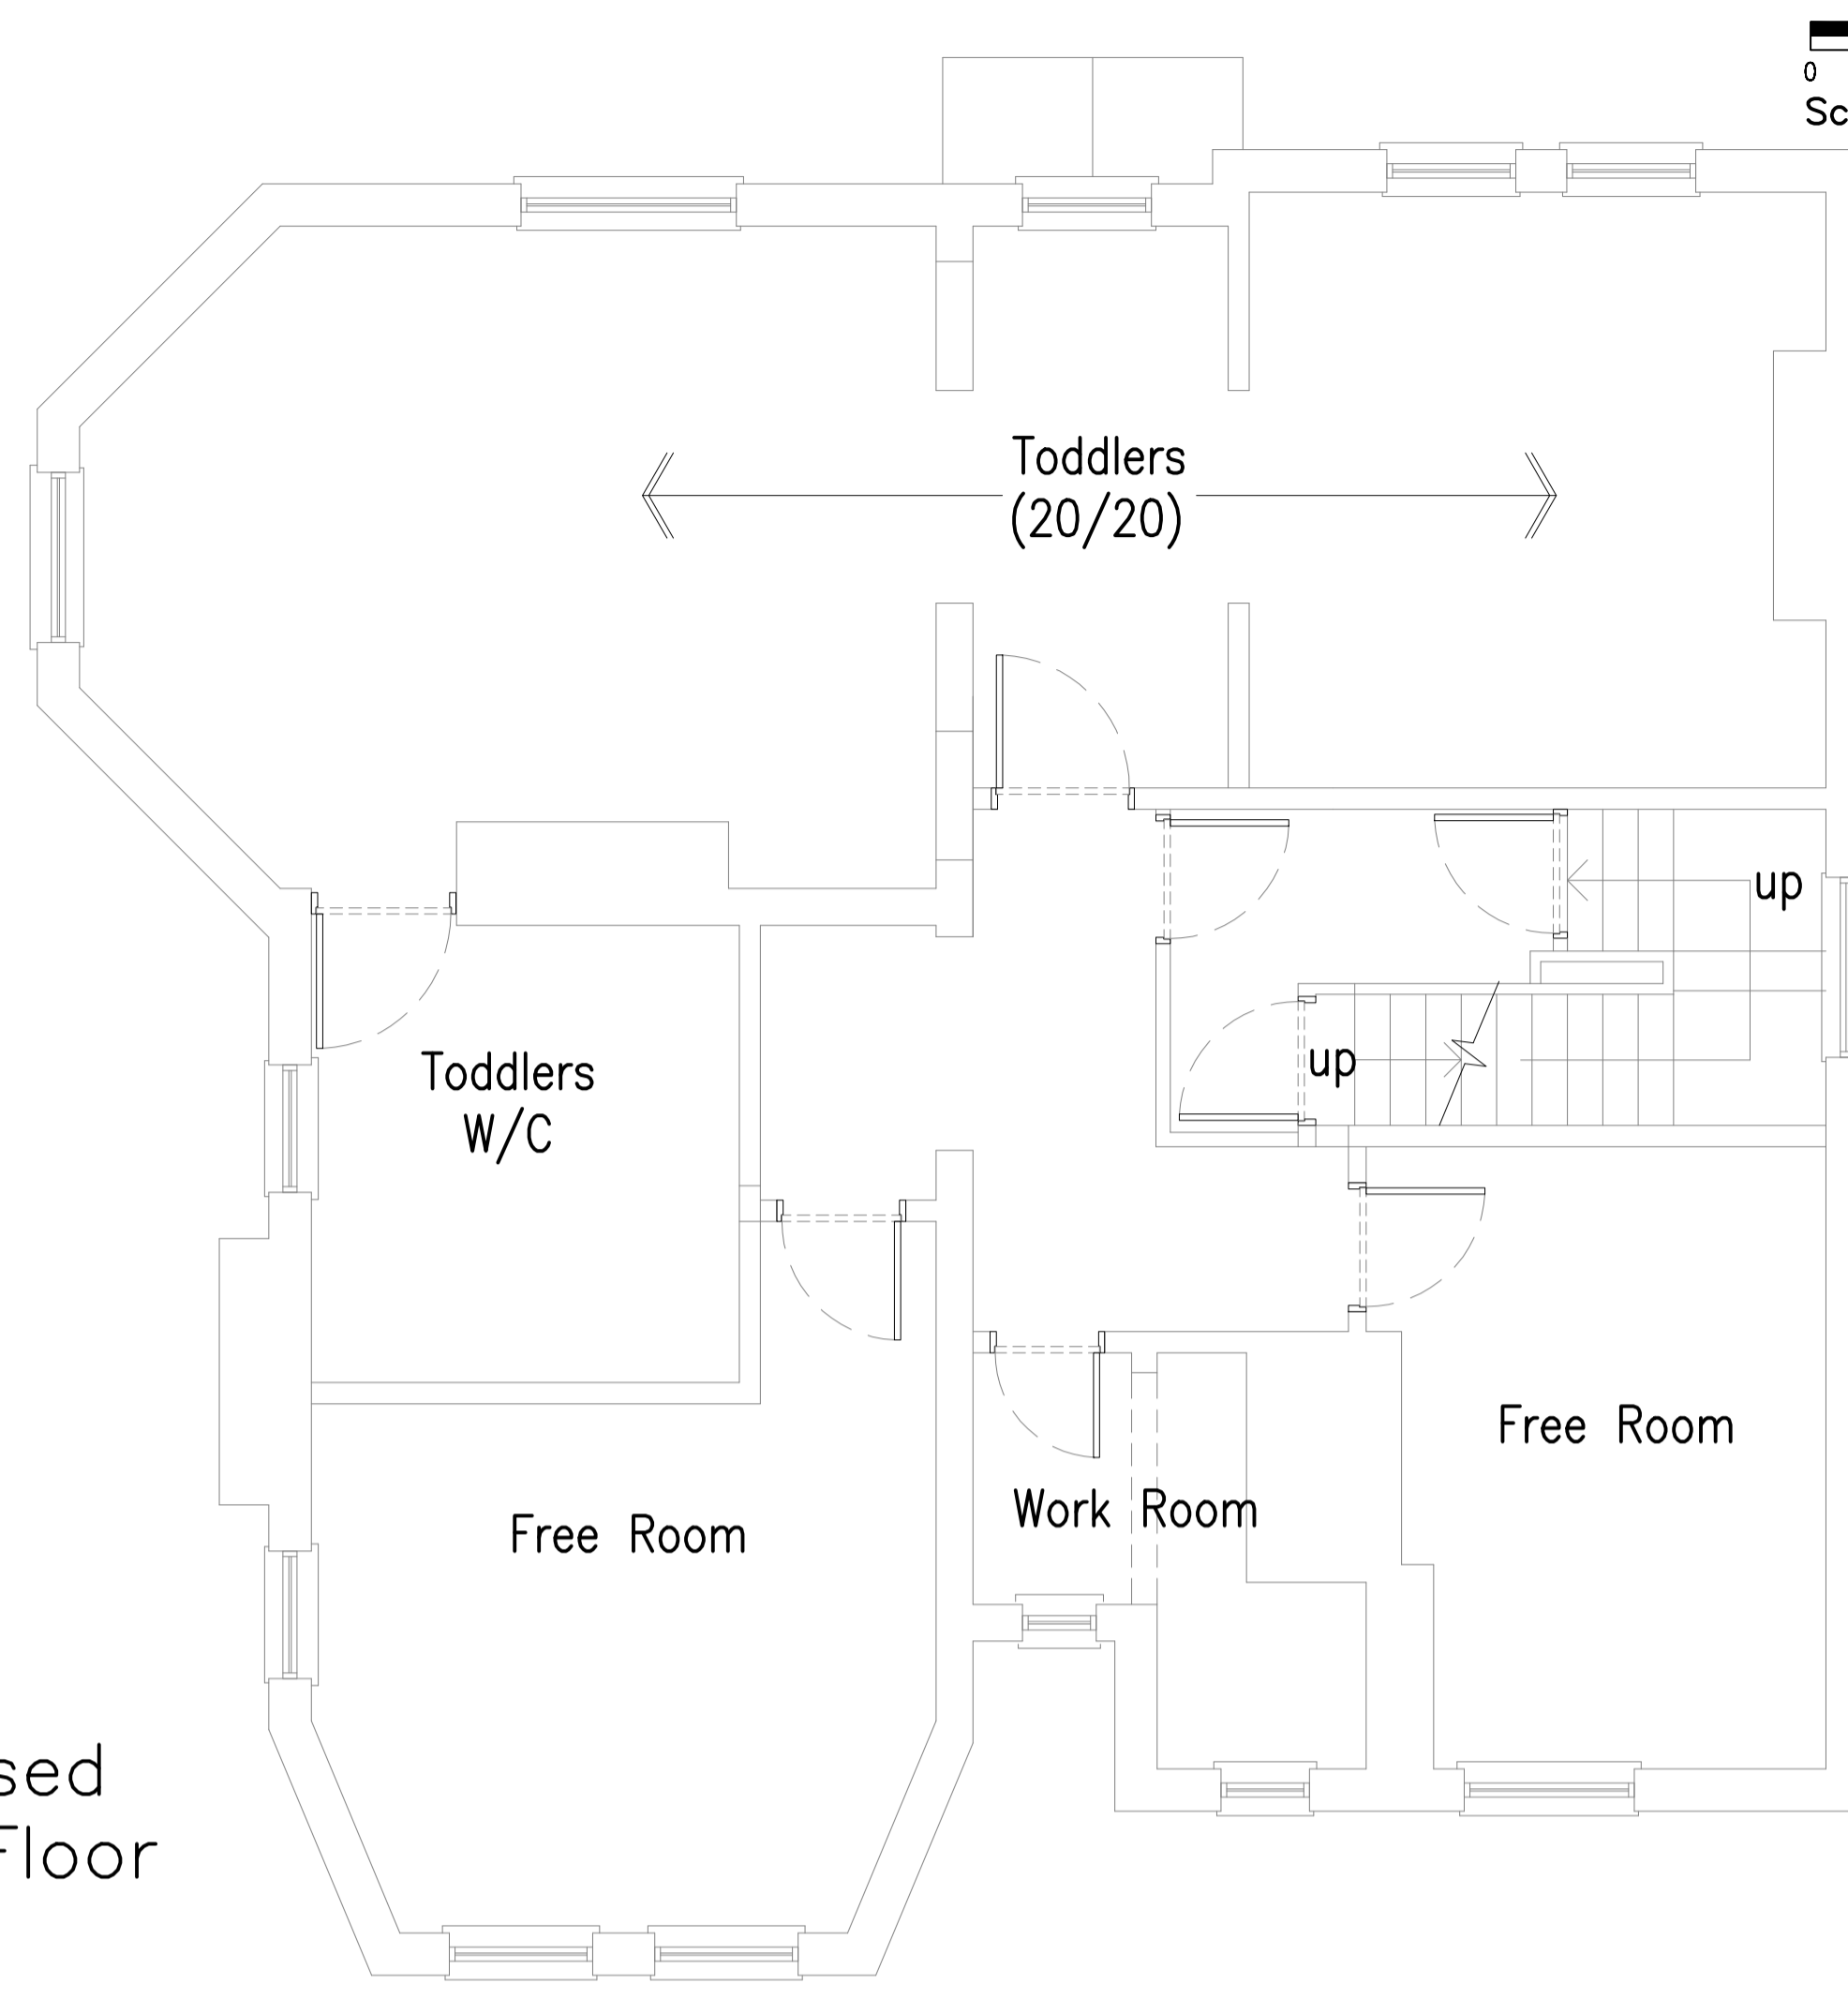 0
Sc
Toddlers
(20/20)
up
up
Toddlers
W/C
Free Room
Work Room
Free Room
sed
Floor